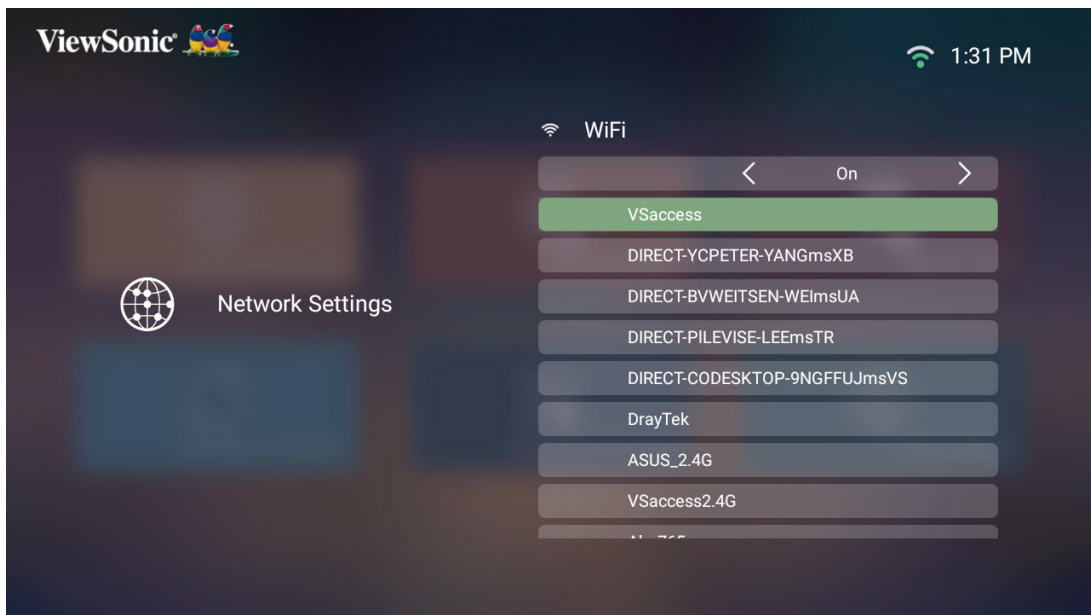 ViewSonic
1:31 PM
WiFi
On
VSaccess
DIRECT-YCPETER-YANGmsXB
DIRECT-BVWEITSEN-WEImsUA
Network Settings
DIRECT-PILEVISE-LEEmsTR
DIRECT-CODESKTOP-9NGFFUJmsVS
DrayTek
ASUS_2.4G
VSaccess2.4G